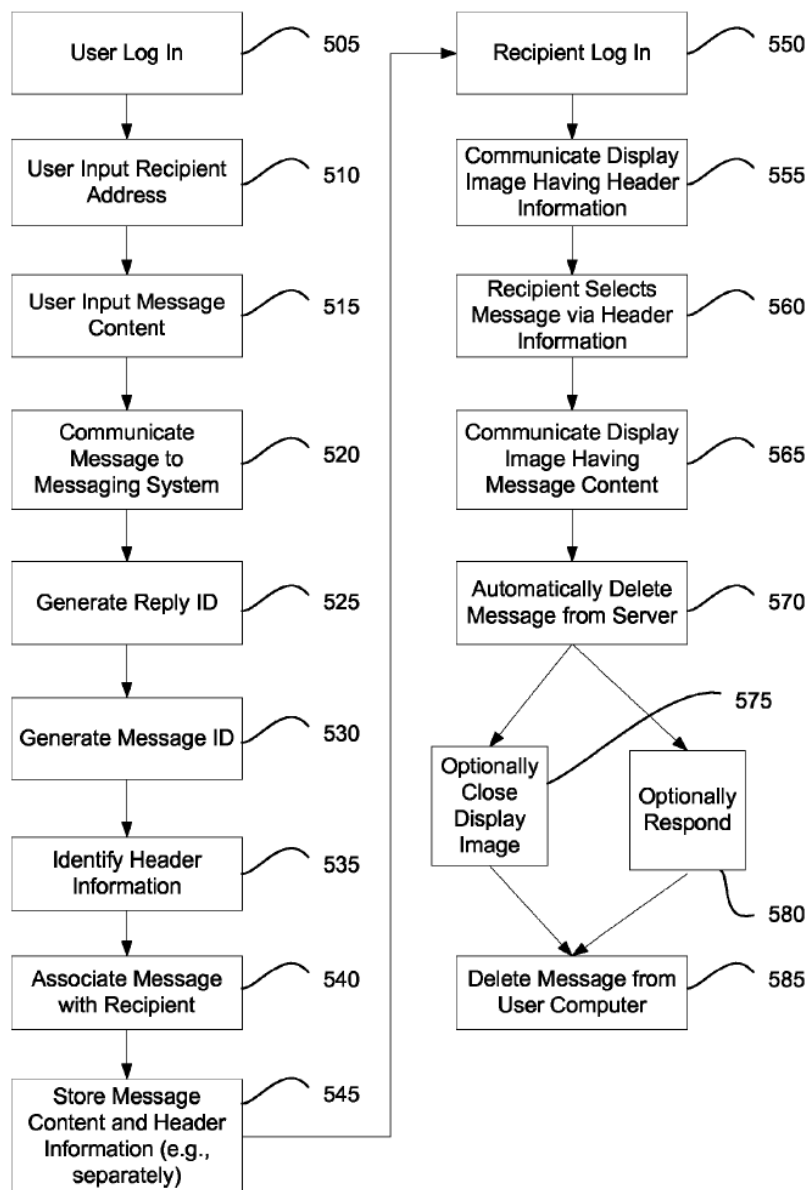 User Log In
505
User Input Recipient
Address
510
User Input Message
Content
515
Communicate
Message to
Messaging System
520
Generate Reply ID
525
Generate Message ID
530
Identify Header
Information
535
Associate Message
with Recipient
540
Store Message
Content and Header
Information (e.g.,
separately)
545
Recipient Log In
550
Communicate Display
Image Having Header
Information
555
Recipient Selects
Message via Header
Information
560
Communicate Display
Image Having
Message Content
565
Automatically Delete
Message from Server
570
575
Optionally
Close
Display
Image
Optionally
Respond
580
Delete Message from
User Computer
585